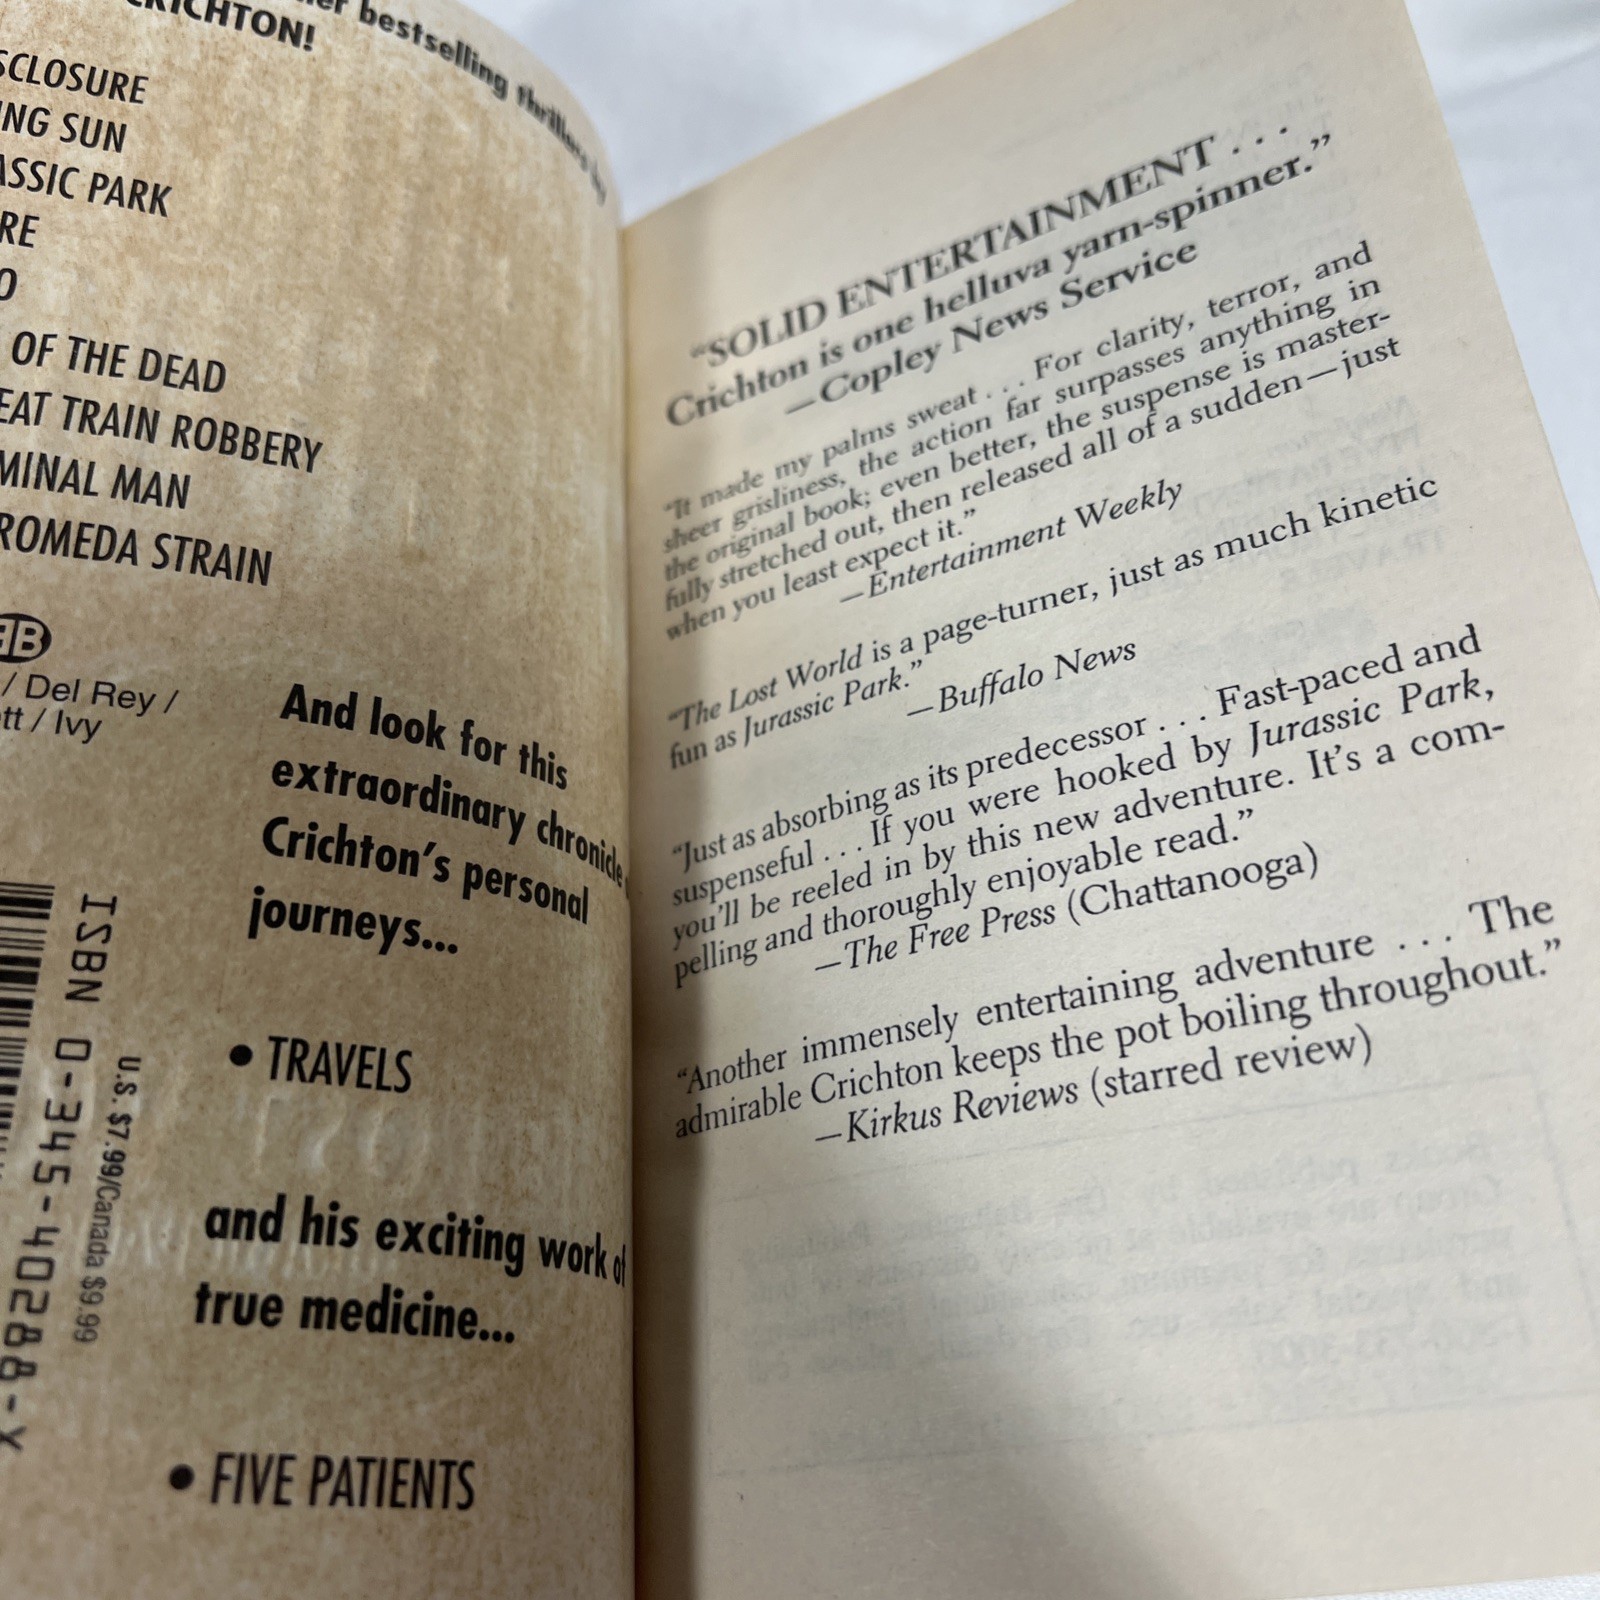 bestselling thrillers by
CRICHTON!
SCLOSURE
NG SUN
ASSIC PARK
RE
O
OF THE DEAD
EAT TRAIN ROBBERY
MINAL MAN
ROMEDA STRAIN
BB
/ Del Rey /
tt / Ivy
And look for this
extraordinary chronicle
Crichton's personal
journeys...
• TRAVELS
and his exciting work of
true medicine...
• FIVE PATIENTS
ISBN 0-345-40288-X
U.S. $7.99/Canada $9.99
“SOLID ENTERTAINMENT . . .
Crichton is one helluva yarn-spinner.”
—Copley News Service
“It made my palms sweat . . . For clarity, terror, and
sheer grisliness, the action far surpasses anything in
the original book; even better, the suspense is master-
fully stretched out, then released all of a sudden—just
when you least expect it.”
—Entertainment Weekly
“The Lost World is a page-turner, just as much kinetic
fun as Jurassic Park.”
—Buffalo News
“Just as absorbing as its predecessor . . . Fast-paced and
suspenseful . . . If you were hooked by Jurassic Park,
you'll be reeled in by this new adventure. It's a com-
pelling and thoroughly enjoyable read.”
—The Free Press (Chattanooga)
“Another immensely entertaining adventure . . . The
admirable Crichton keeps the pot boiling throughout.”
—Kirkus Reviews (starred review)